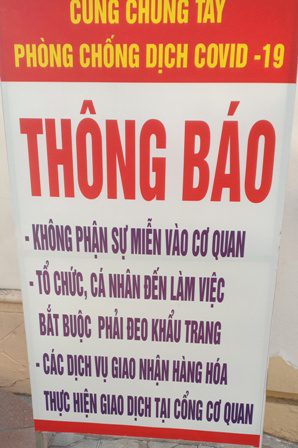 CÙNG CHUNG TAY
PHÒNG CHỐNG DỊCH COVID -19
THÔNG BÁO
- KHÔNG PHẬN SỰ MIỄN VÀO CƠ QUAN
- TỔ CHỨC, CÁ NHÂN ĐẾN LÀM VIỆC
BẮT BUỘC PHẢI ĐEO KHẨU TRANG
- CÁC DỊCH VỤ GIAO NHẬN HÀNG HÓA
THỰC HIỆN GIAO DỊCH TẠI CỔNG CƠ QUAN